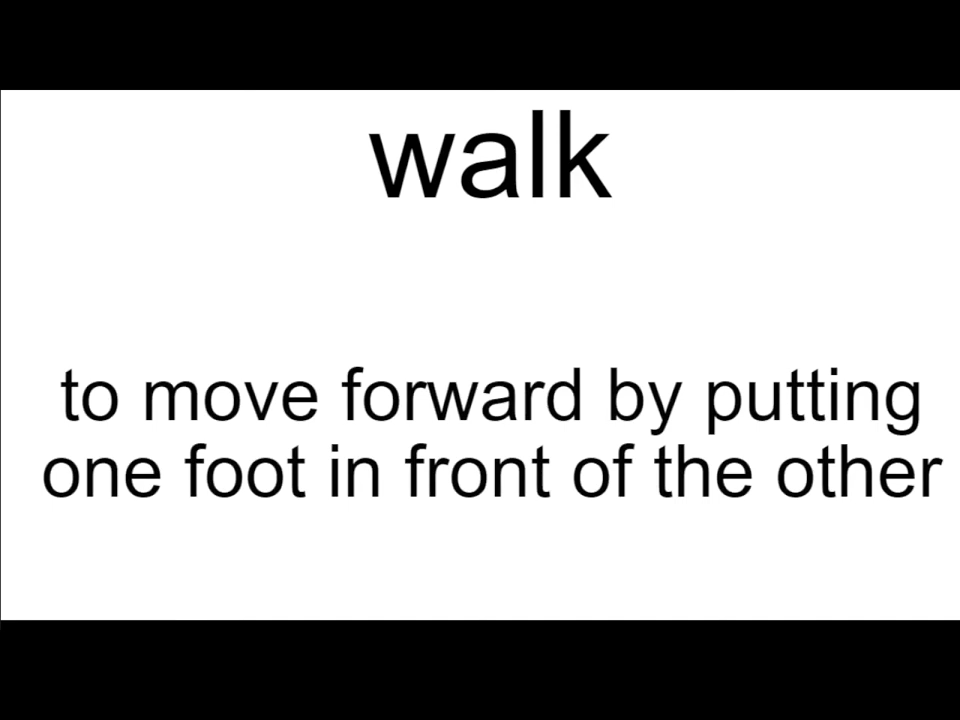 walk
to move forward by putting
one foot in front of the other